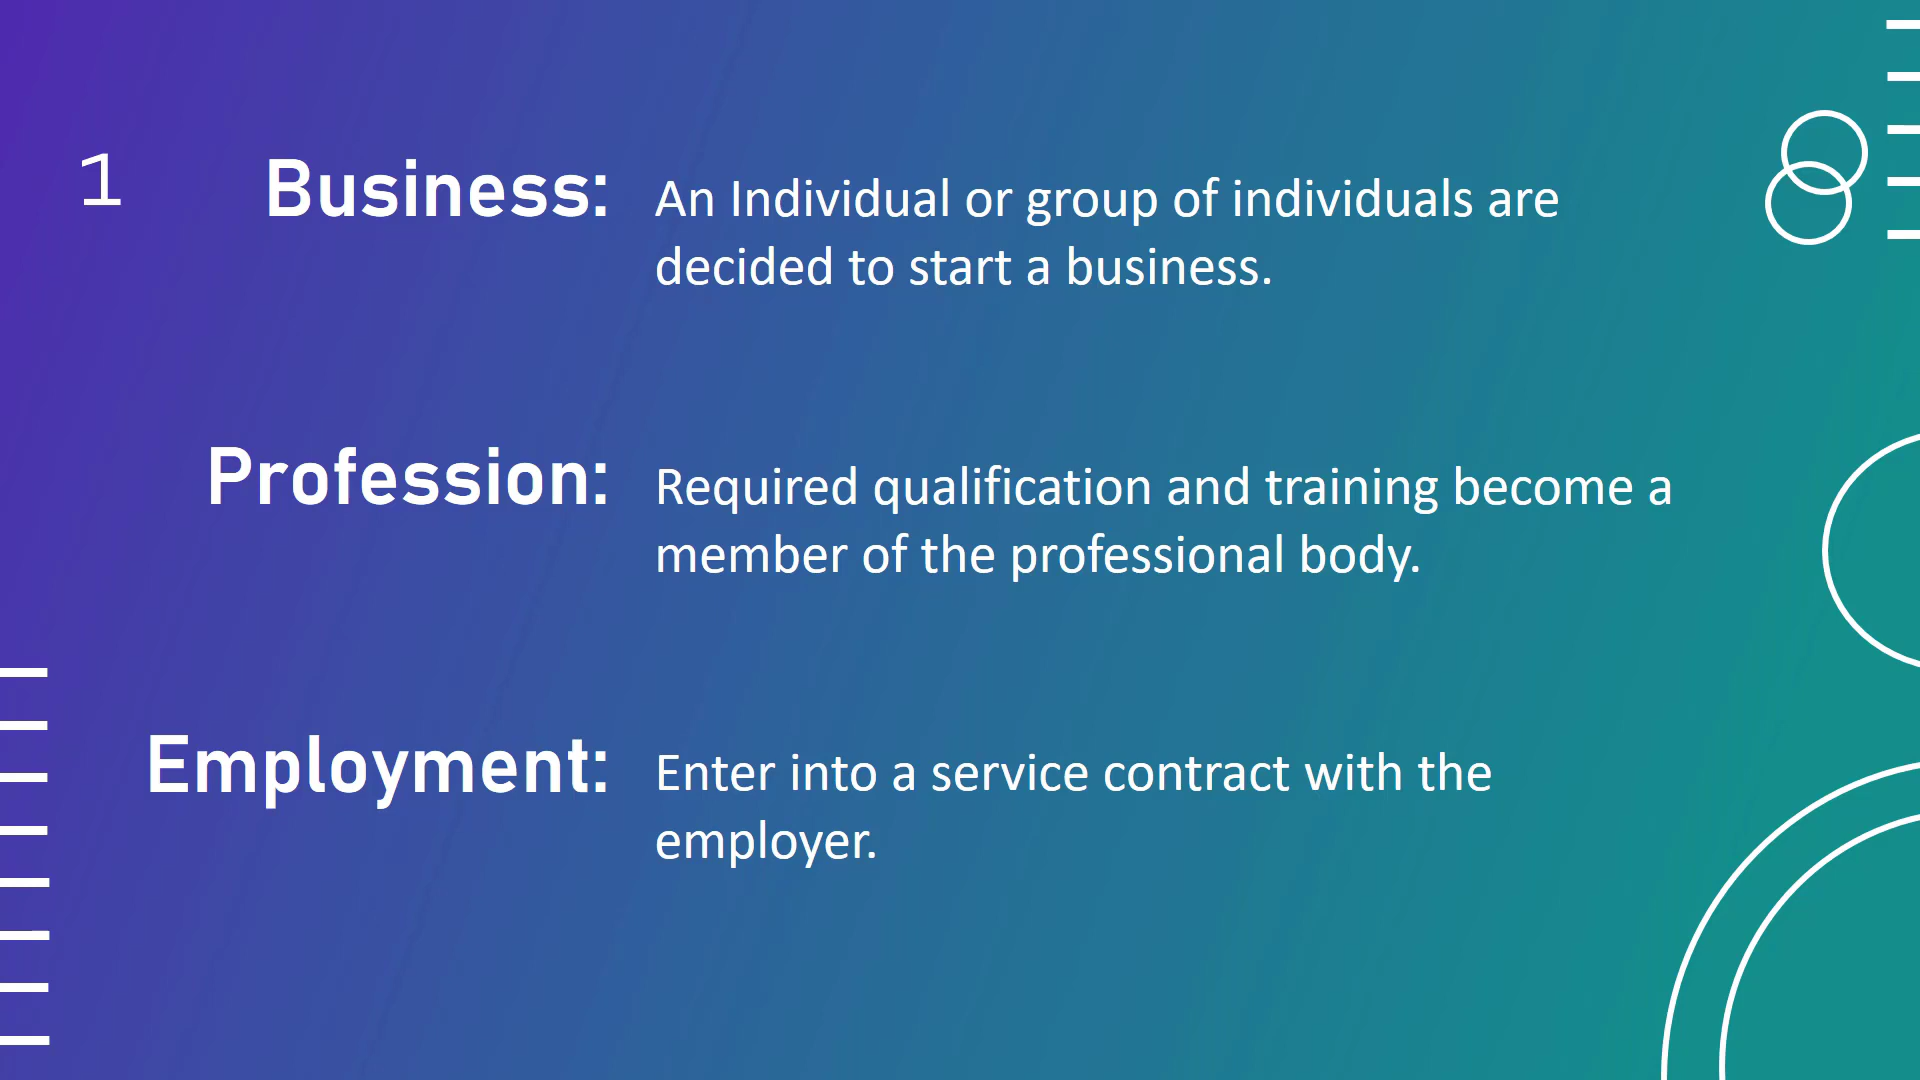 1
Business:
An Individual or group of individuals are
decided to start a business.
Profession:
Required qualification and training become a
member of the professional body.
Employment:
Enter into a service contract with the
employer.